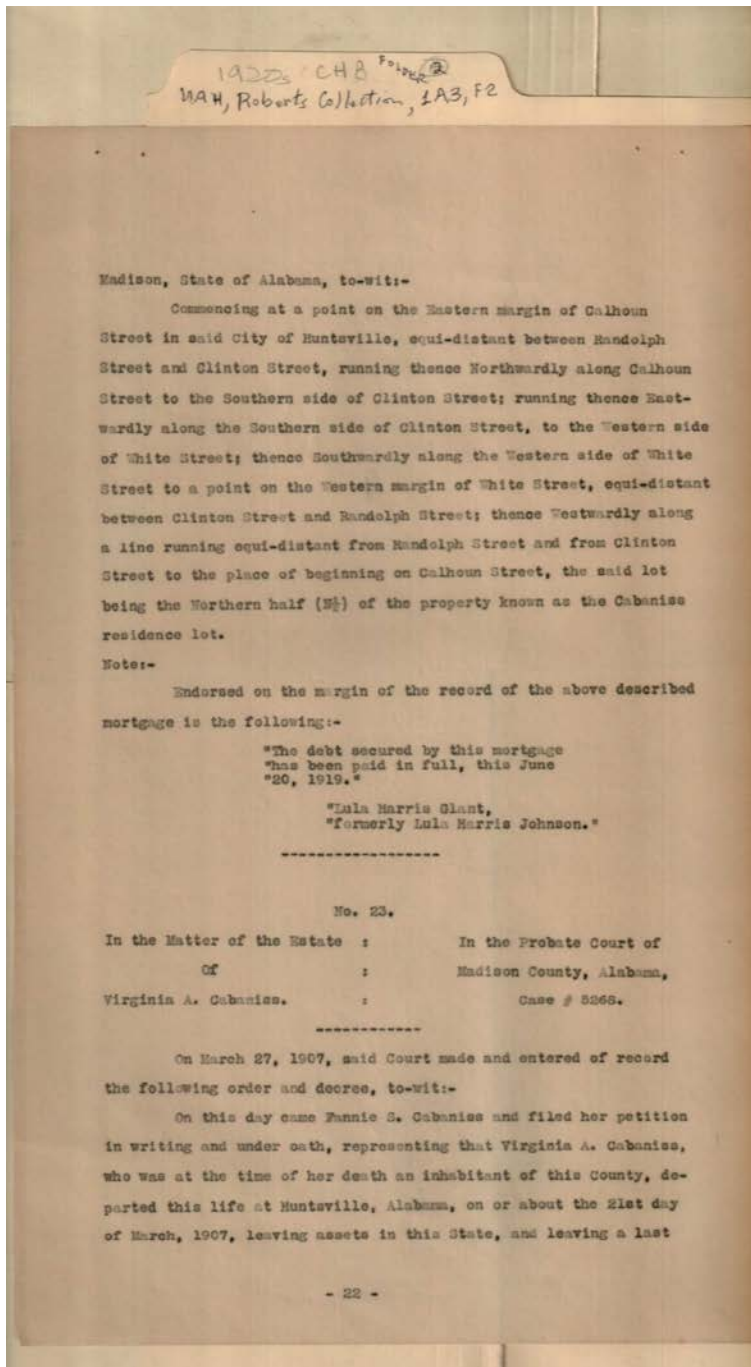 1920s CHB FOLDER 2
UAH, Roberts Collection, 1A3, F2
Madison, State of Alabama, to-wit:-
Commencing at a point on the Eastern margin of Calhoun
Street in said City of Huntsville, equi-distant between Randolph
Street and Clinton Street, running thence Northwardly along Calhoun
Street to the Southern side of Clinton Street; running thence East-
wardly along the Southern side of Clinton Street, to the Western side
of White Street; thence Southwardly along the Western side of White
Street to a point on the Western margin of White Street, equi-distant
between Clinton Street and Randolph Street; thence Westwardly along
a line running equi-distant from Randolph Street and from Clinton
Street to the place of beginning on Calhoun Street, the said lot
being the Northern half (N½) of the property known as the Cabaniss
residence lot.
Note:-
Endorsed on the margin of the record of the above described
mortgage is the following:-
"The debt secured by this mortgage
"has been paid in full, this June
"20, 1919."
"Lula Harris Glant,
"formerly Lula Harris Johnson."
------------------
No. 23.
In the Matter of the Estate : In the Probate Court of
Of : Madison County, Alabama,
Virginia A. Cabaniss. : Case # 5268.
------------
On March 27, 1907, said Court made and entered of record
the following order and decree, to-wit:-
On this day came Fannie S. Cabaniss and filed her petition
in writing and under oath, representing that Virginia A. Cabaniss,
who was at the time of her death an inhabitant of this County, de-
parted this life at Huntsville, Alabama, on or about the 21st day
of March, 1907, leaving assets in this State, and leaving a last
- 22 -